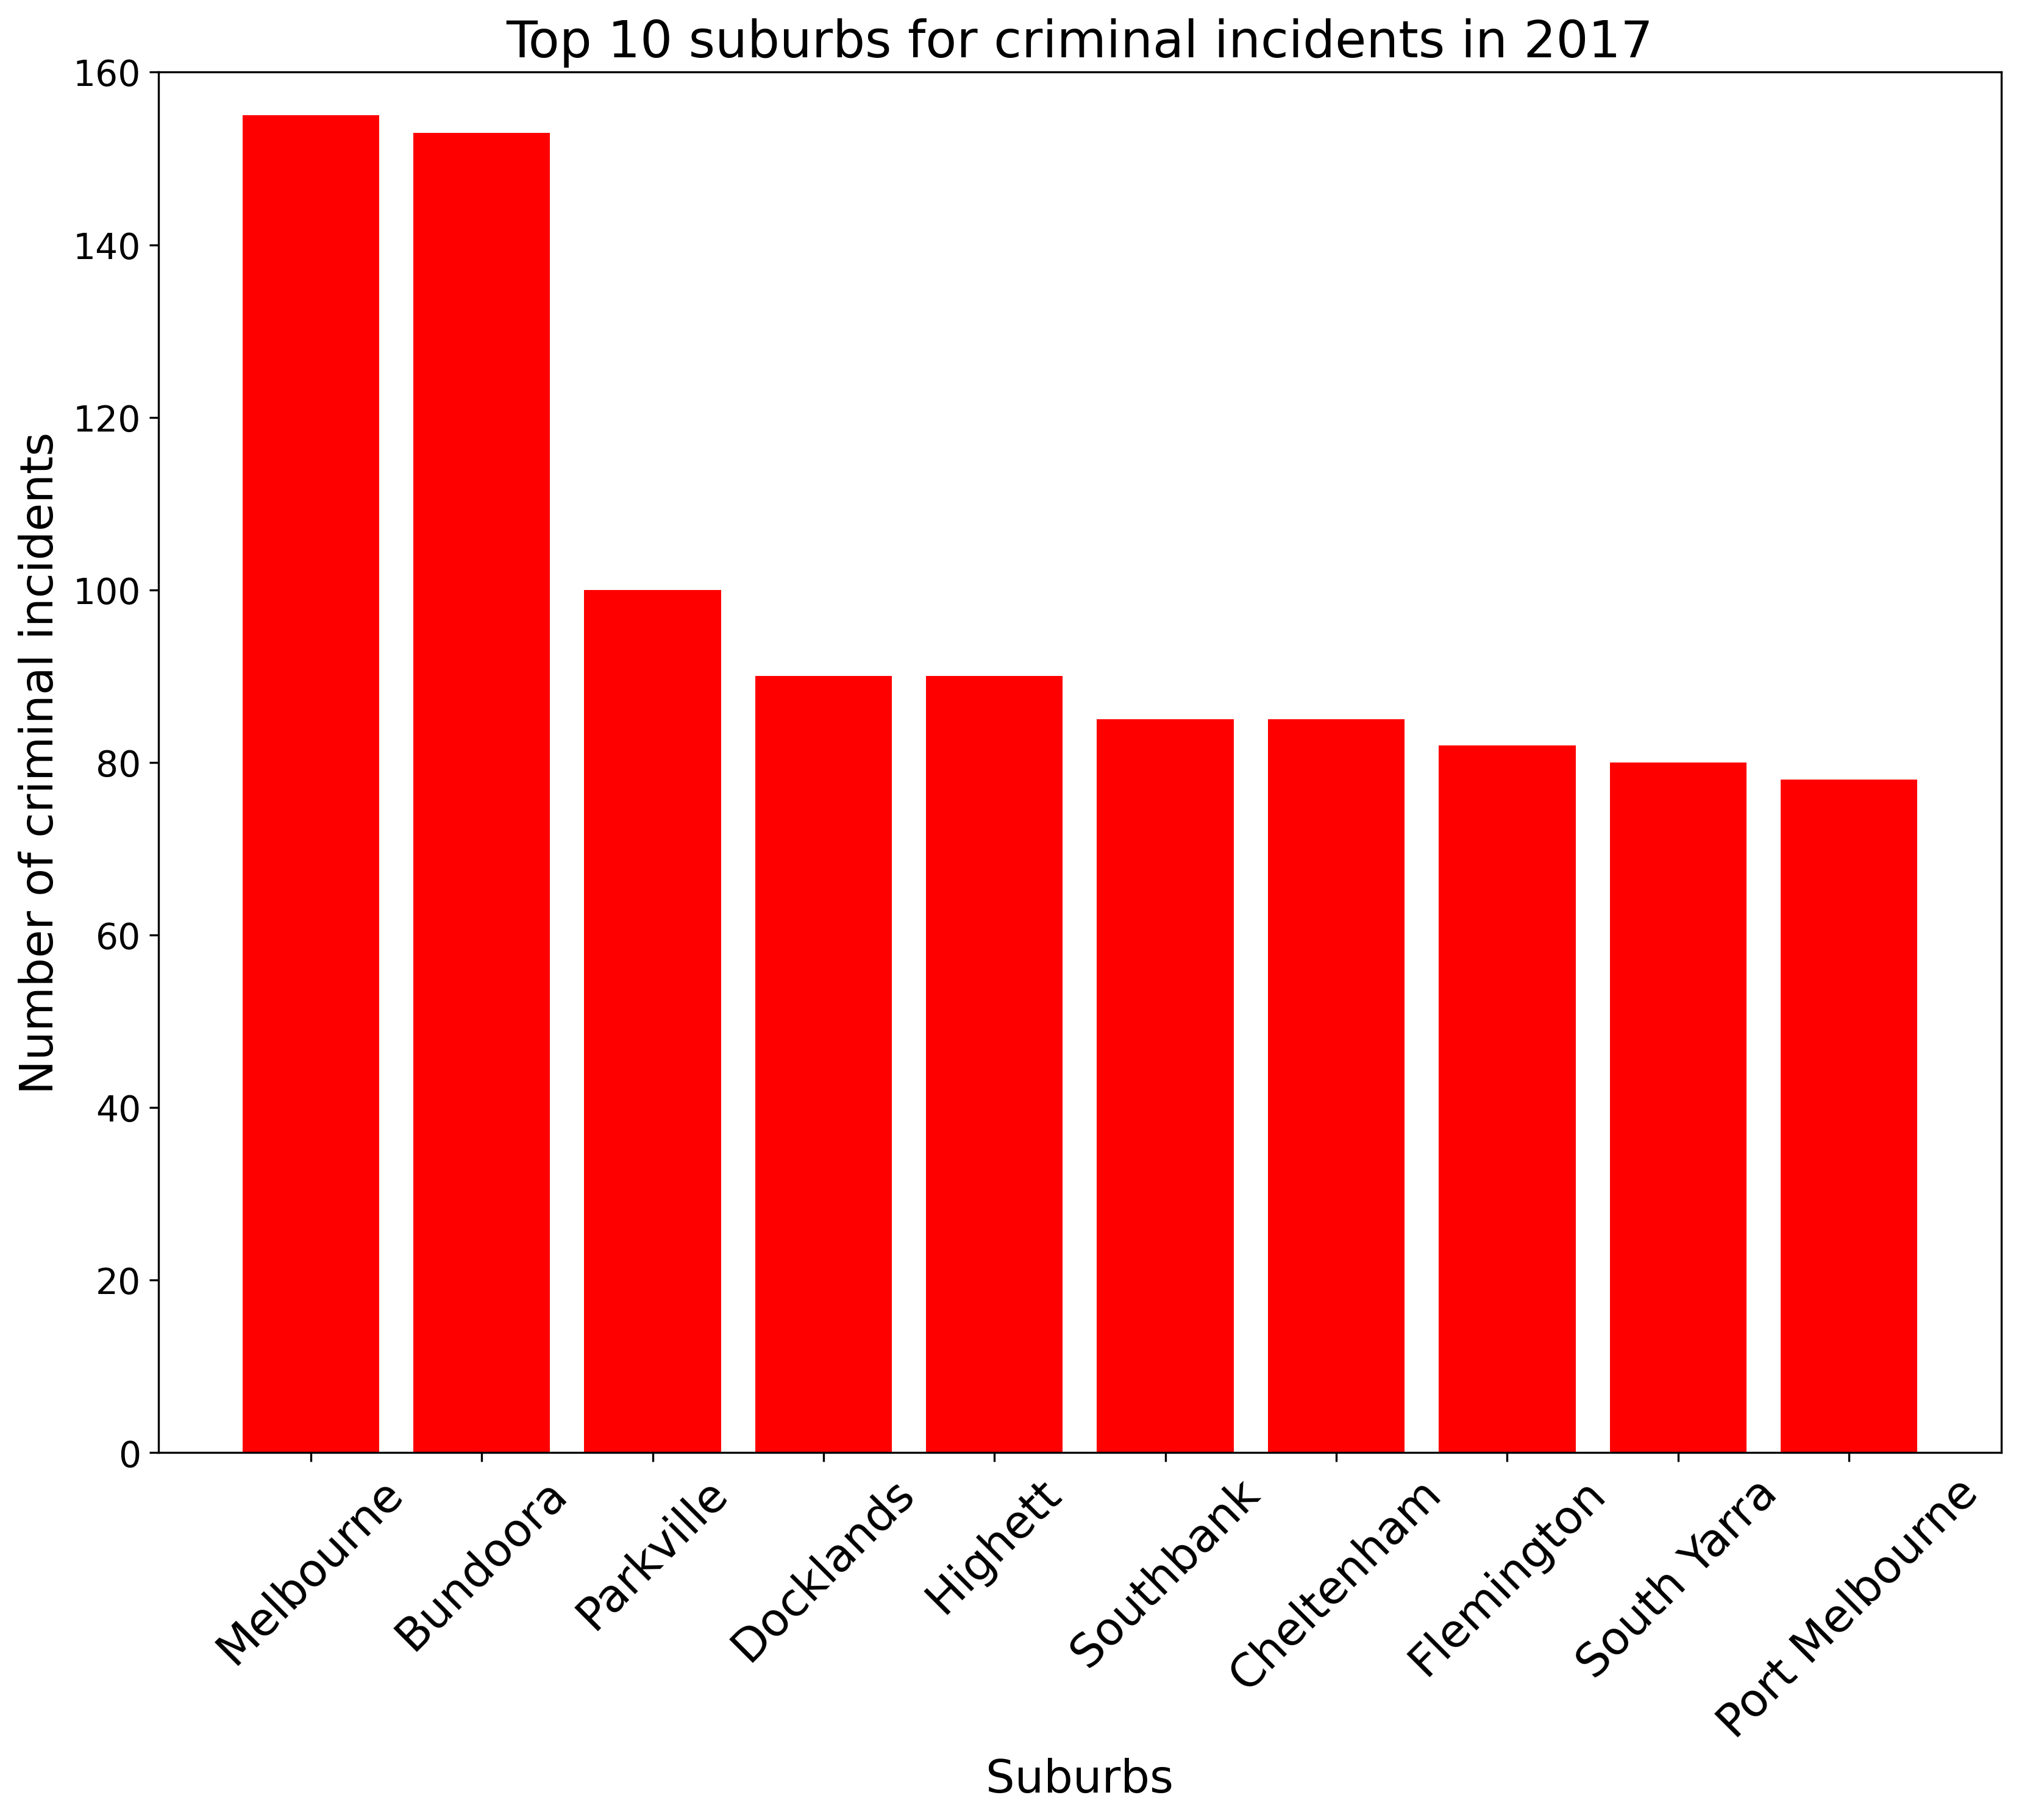 Top 10 suburbs for criminal incidents in 2017
Number of criminal incidents
160
140
120
100
80
60
40
20
0
Melbourne
Bundoora
Parkville
Docklands
Highett
Southbank
Cheltenham
Flemington
South Yarra
Port Melbourne
Suburbs